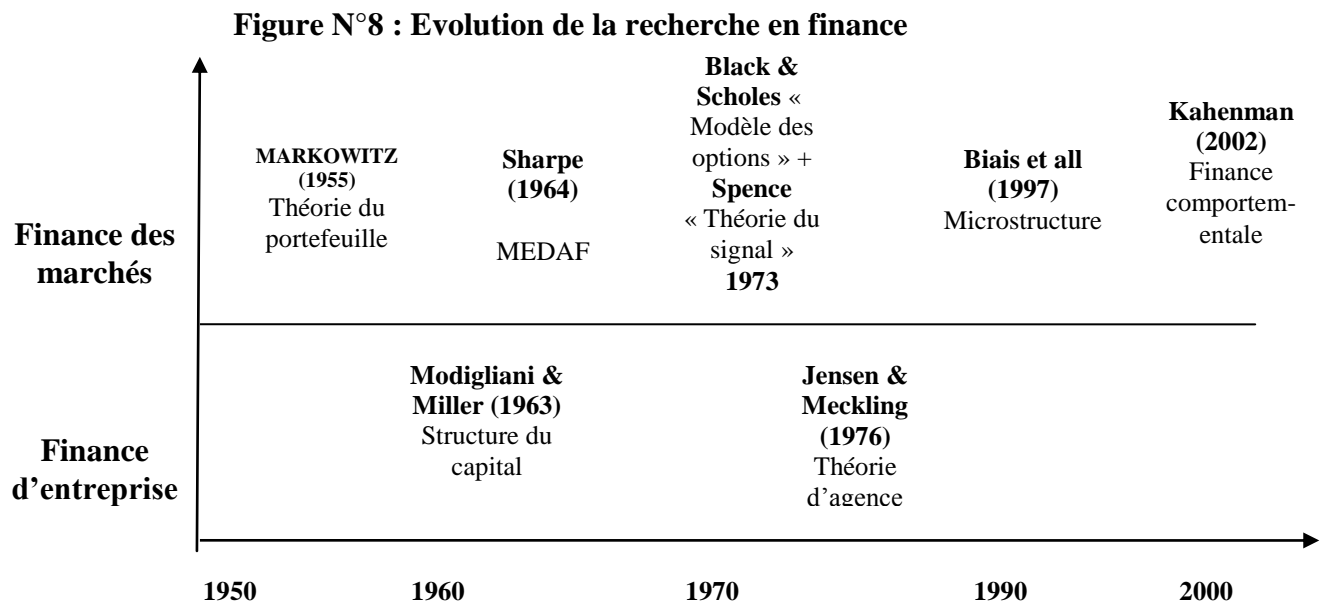 Figure N°8 : Evolution de la recherche en finance
Black &
Scholes «
Modèle des
options » +
Spence
« Théorie du
signal »
1973
Kahenman
(2002)
Finance
comportem-
entale
MARKOWITZ
(1955)
Théorie du
portefeuille
Sharpe
(1964)
MEDAF
Biais et all
(1997)
Microstructure
Finance des
marchés
Modigliani &
Miller (1963)
Structure du
capital
Jensen &
Meckling
(1976)
Théorie
d’agence
Finance
d’entreprise
1950 1960 1970 1990 2000